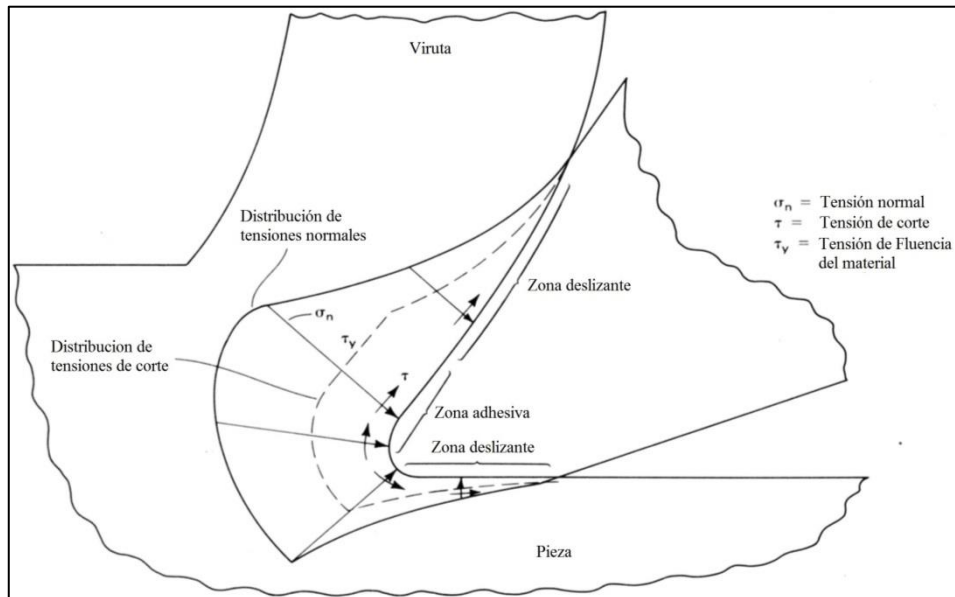 Viruta
Distribución de
tensiones normales
σn = Tensión normal
τ = Tensión de corte
τy = Tensión de Fluencia
del material
Zona deslizante
σn
τy
Distribucion de
tensiones de corte
τ
Zona adhesiva
Zona deslizante
Pieza